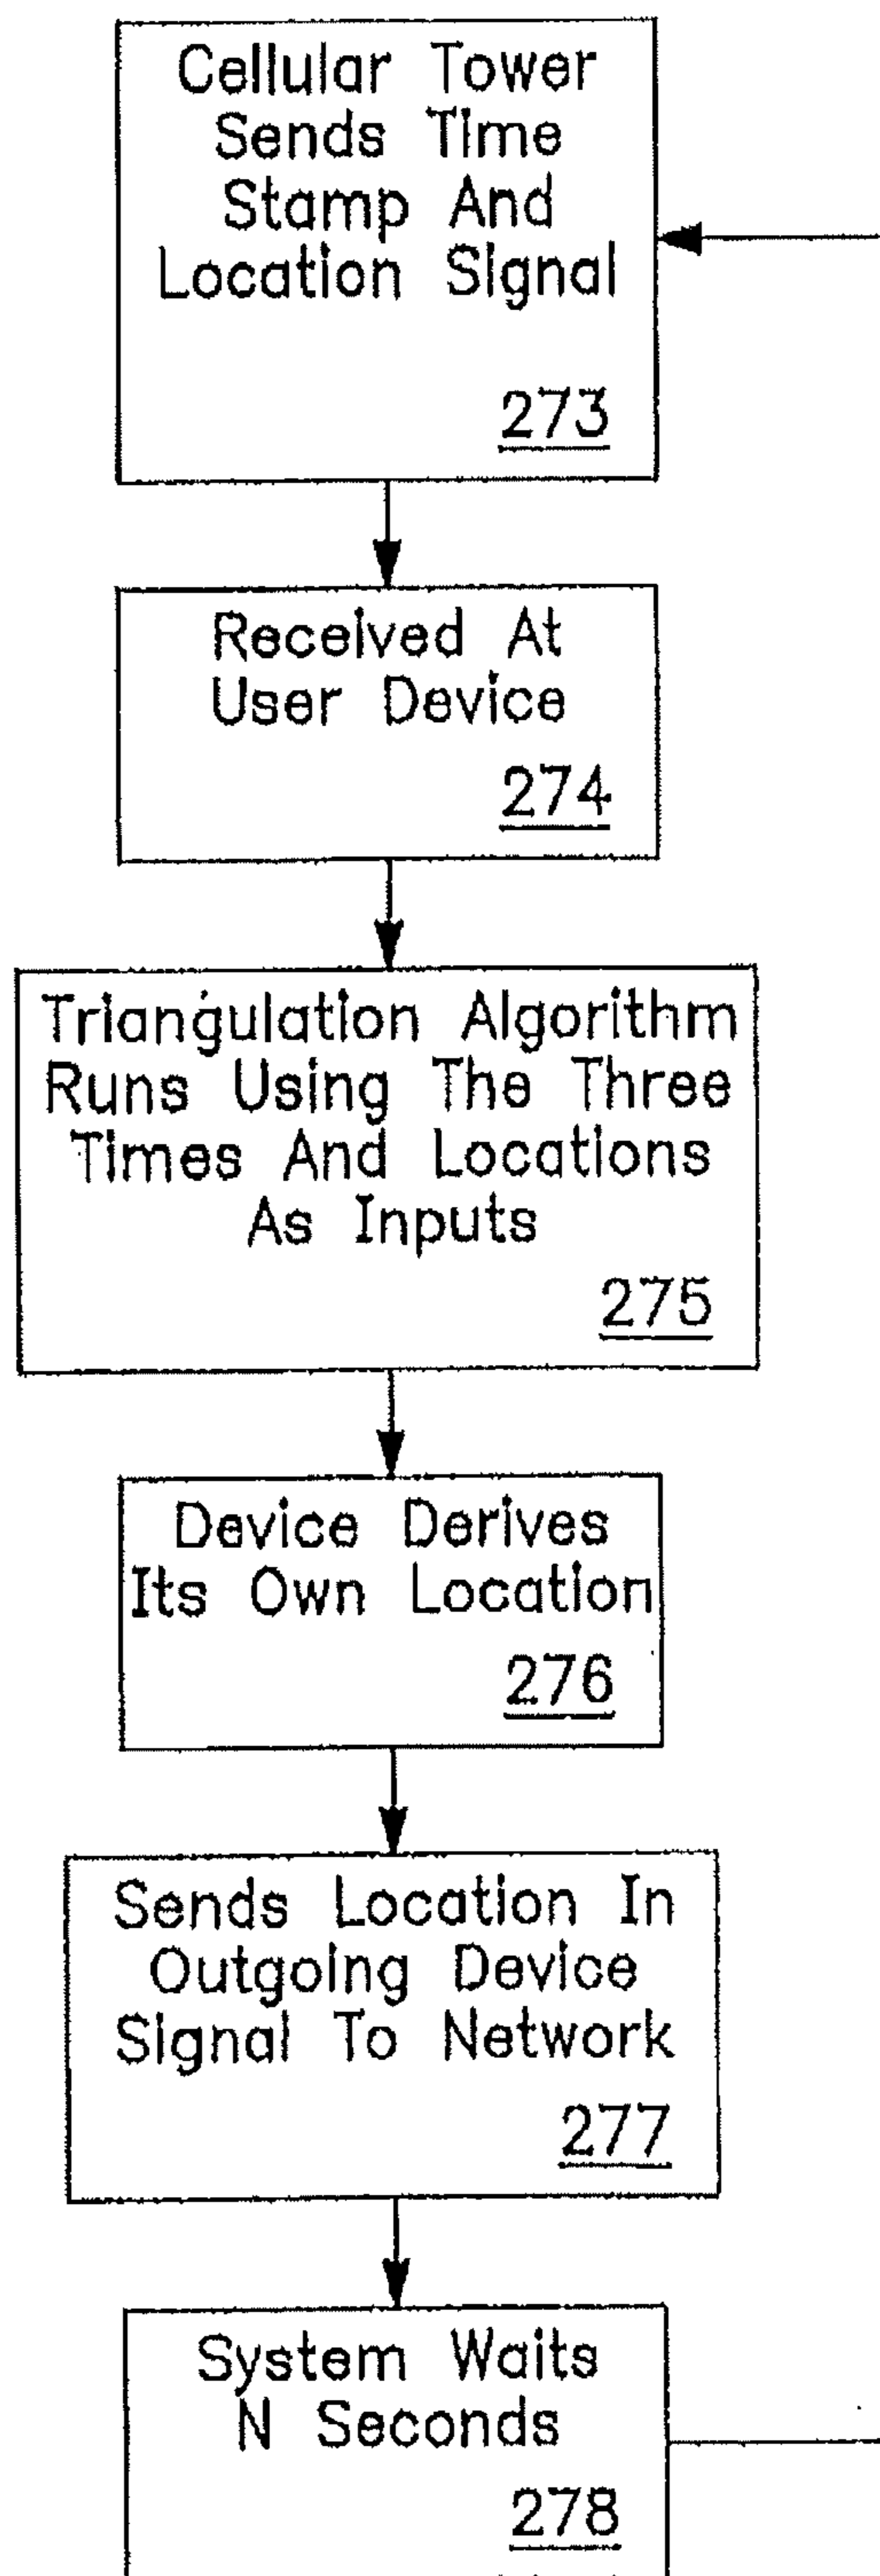 Cellular Tower
Sends Time
Stamp And
Location Signal
273
Received At
User Device
274
Triangulation Algorithm
Runs Using The Three
Times And Locations
As Inputs
275
Device Derives
Its Own Location
276
Sends Location In
Outgoing Device
Signal To Network
277
System Waits
N Seconds
278